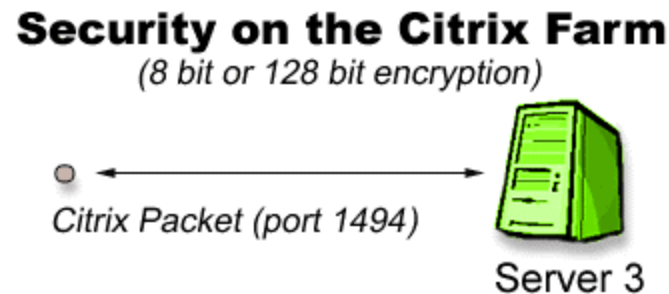 Security on the Citrix Farm
(8 bit or 128 bit encryption)
Citrix Packet (port 1494)
Server 3